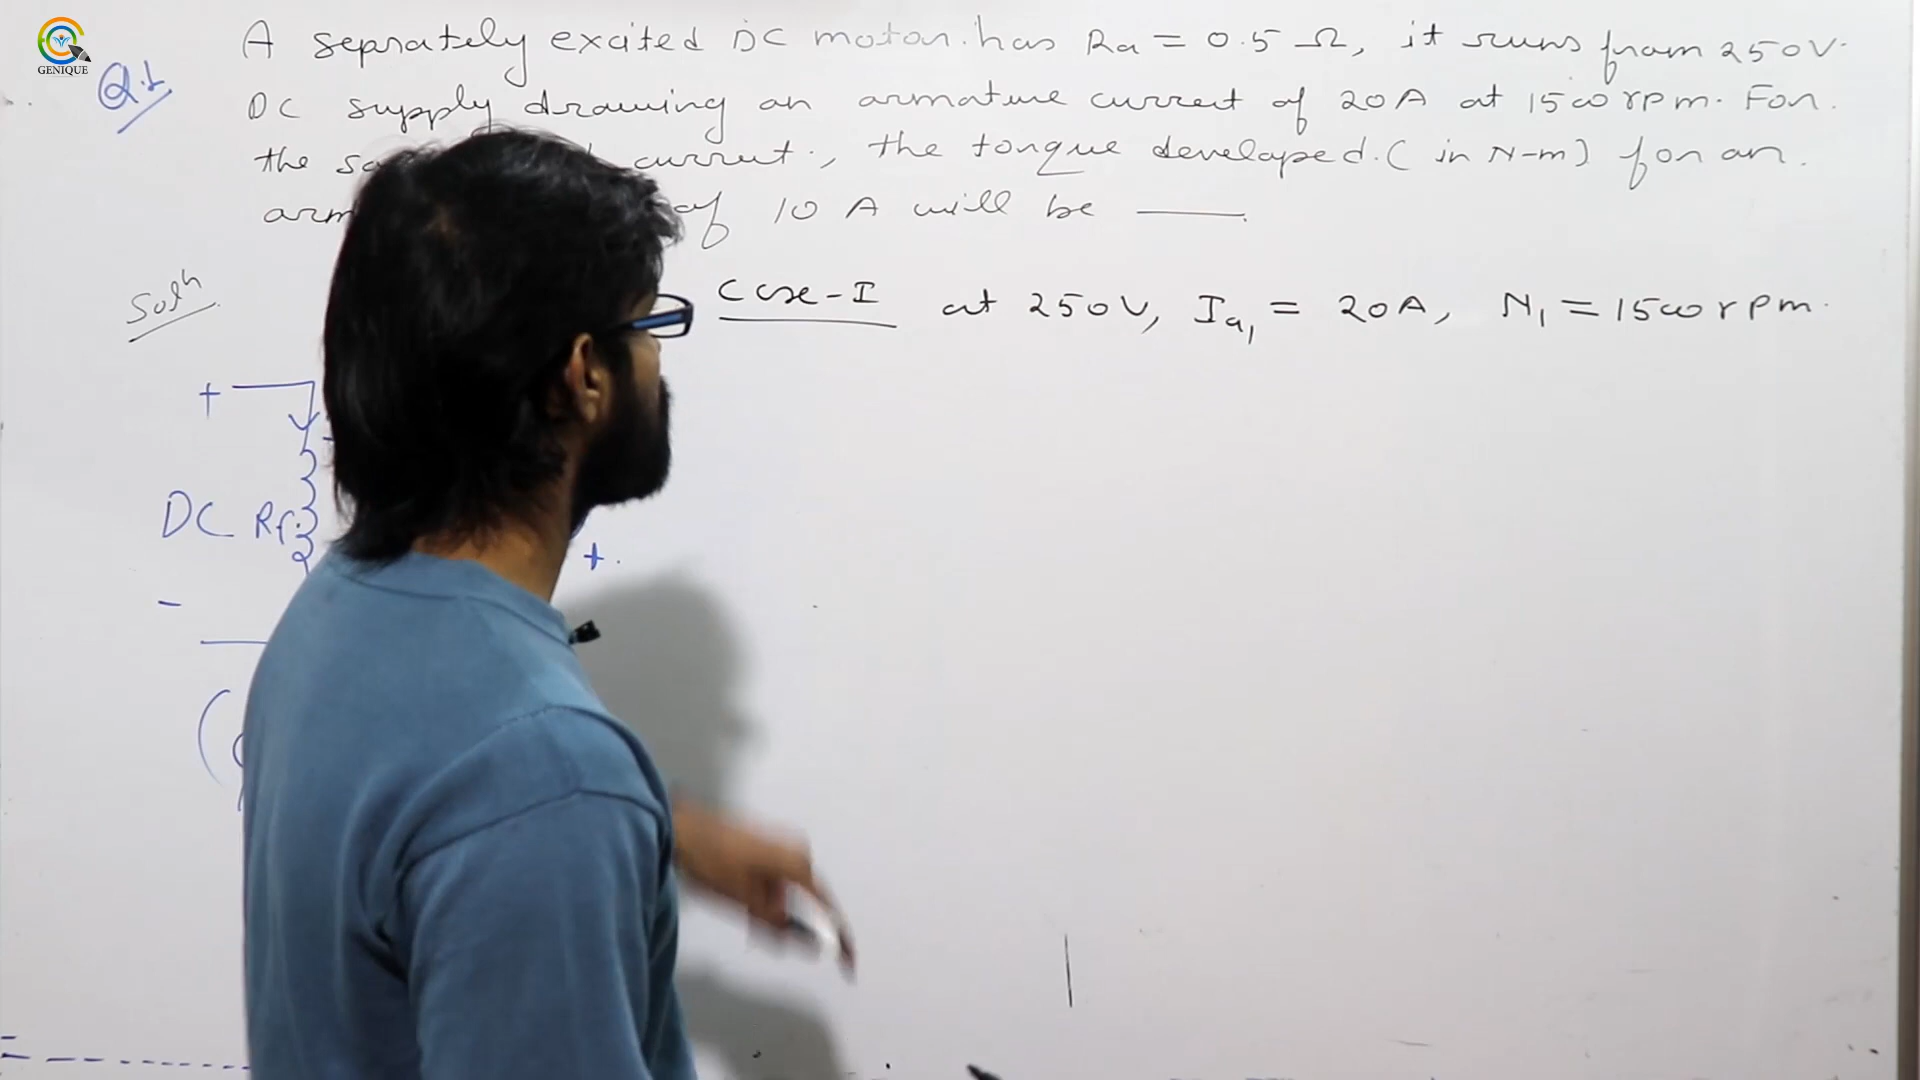 GENIQUE
Q.1
A seprately excited DC motor has Ra = 0.5 Ω, it runs from 250V
DC supply drawing an armature current of 20A at 1500 rpm. For
the current, the torque developed (in N-m) for an
of 10 A will be ____.
Soln
Case-I at 250V, Ia1 = 20A, N1 = 1500 rpm.
+
DC Rf
+
-